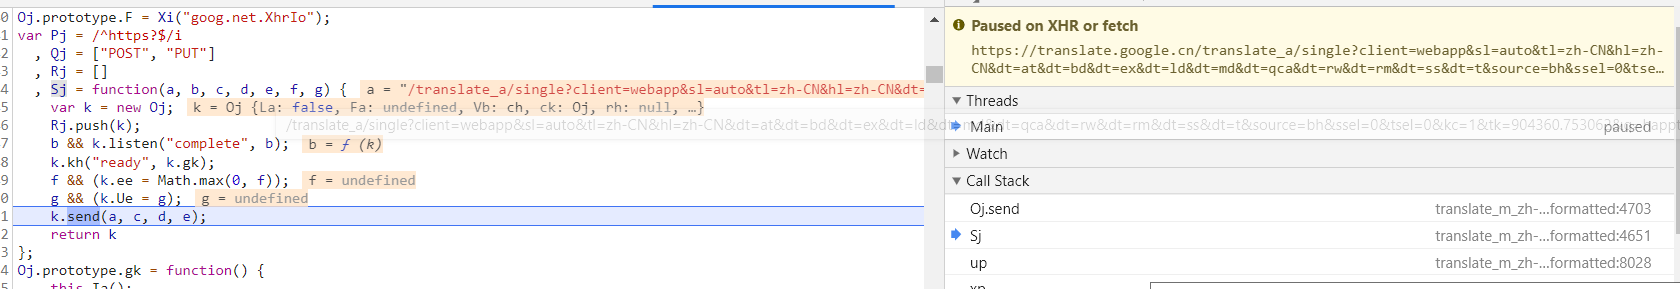 0 Oj.prototype.F = Xi("goog.net.XhrIo");
1 var Pj = /^https?$/i
2 , Qj = ["POST", "PUT"]
3 , Rj = []
4 , Sj = function(a, b, c, d, e, f, g) { a = "/translate_a/single?client=webapp&sl=auto&tl=zh-CN&hl=zh-CN&dt=
5 var k = new Oj; k = Oj {La: false, Fa: undefined, Vb: ch, ck: Oj, rh: null, …}
6 Rj.push(k);
7 b && k.listen("complete", b); b = ƒ (k)
8 k.kh("ready", k.gk);
9 f && (k.ee = Math.max(0, f)); f = undefined
0 g && (k.Ue = g); g = undefined
1 k.send(a, c, d, e);
2 return k
3 };
4 Oj.prototype.gk = function() {
5 this.Ia();
/translate_a/single?client=webapp&sl=auto&tl=zh-CN&hl=zh-CN&dt=at&dt=bd&dt=ex&dt=ld&dt=md&dt=qca&dt=rw&dt=rm&dt=ss&dt=t&source=bh&ssel=0&tsel=0&kc=1&tk=904360.75306
Paused on XHR or fetch
https://translate.google.cn/translate_a/single?client=webapp&sl=auto&tl=zh-CN&hl=zh-
CN&dt=at&dt=bd&dt=ex&dt=ld&dt=md&dt=qca&dt=rw&dt=rm&dt=ss&dt=t&source=bh&ssel=0&tse…
Threads
Main paused
Watch
Call Stack
Oj.send translate_m_zh-…formatted:4703
Sj translate_m_zh-…formatted:4651
up translate_m_zh-…formatted:8028